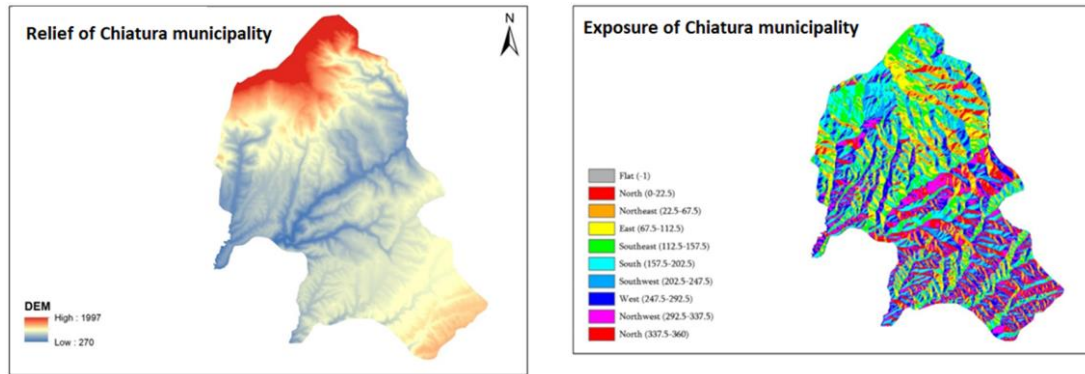 Relief of Chiatura municipality
N
DEM
High : 1997
Low : 270
Exposure of Chiatura municipality
Flat (-1)
North (0-22.5)
Northeast (22.5-67.5)
East (67.5-112.5)
Southeast (112.5-157.5)
South (157.5-202.5)
Southwest (202.5-247.5)
West (247.5-292.5)
Northwest (292.5-337.5)
North (337.5-360)